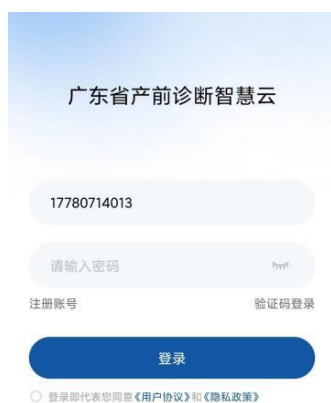 广东省产前诊断智慧云
17780714013
请输入密码
注册账号 验证码登录
登录
登录即代表您同意《用户协议》和《隐私政策》